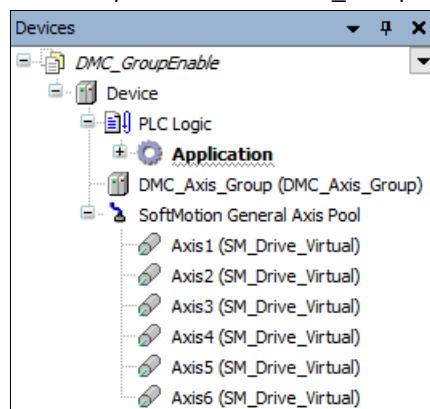 Devices
DMC_GroupEnable
Device
PLC Logic
Application
DMC_Axis_Group (DMC_Axis_Group)
SoftMotion General Axis Pool
Axis1 (SM_Drive_Virtual)
Axis2 (SM_Drive_Virtual)
Axis3 (SM_Drive_Virtual)
Axis4 (SM_Drive_Virtual)
Axis5 (SM_Drive_Virtual)
Axis6 (SM_Drive_Virtual)